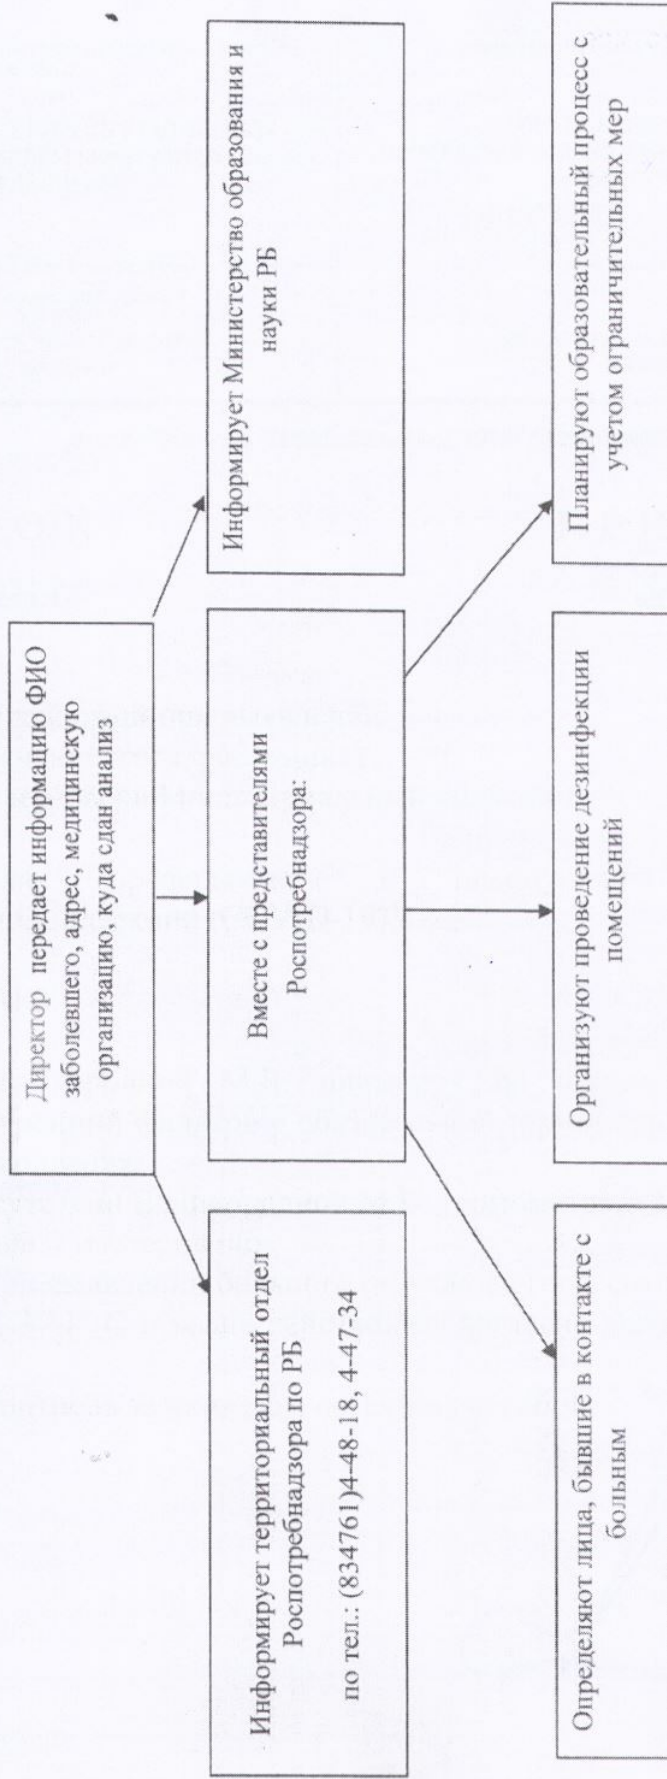 Директор передает информацию ФИО
заболевшего, адрес, медицинскую
организацию, куда сдан анализ
Информирует территориальный отдел
Роспотребнадзора по РБ
по тел.: (834761)4-48-18, 4-47-34
Вместе с представителями
Роспотребнадзора:
Информирует Министерство образования и
науки РБ
Определяют лица, бывшие в контакте с
больным
Организуют проведение дезинфекции
помещений
Планируют образовательный процесс с
учетом ограничительных мер